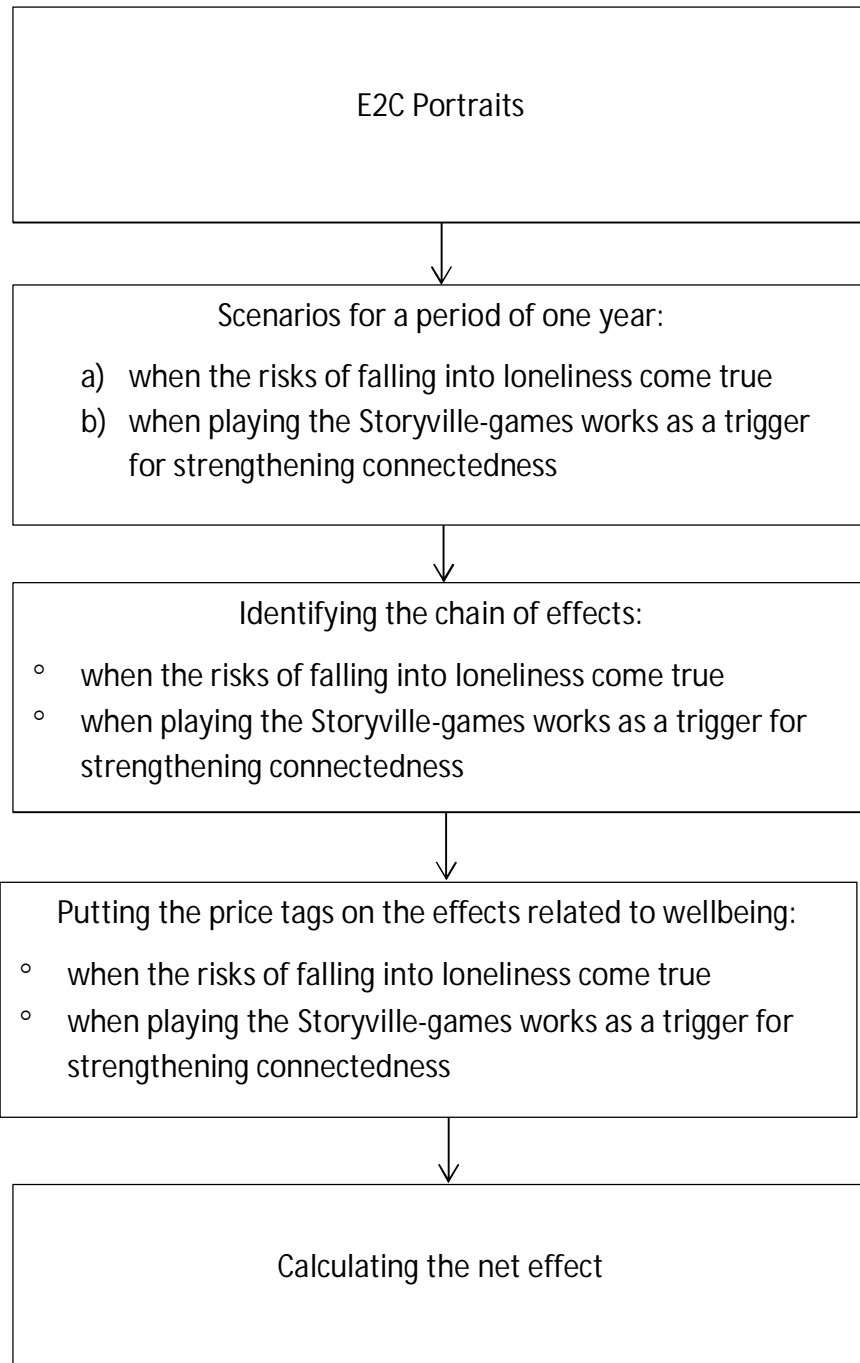 E2C Portraits
Scenarios for a period of one year:
a) when the risks of falling into loneliness come true
b) when playing the Storyville-games works as a trigger
for strengthening connectedness
Identifying the chain of effects:
° when the risks of falling into loneliness come true
° when playing the Storyville-games works as a trigger for
strengthening connectedness
Putting the price tags on the effects related to wellbeing:
° when the risks of falling into loneliness come true
° when playing the Storyville-games works as a trigger for
strengthening connectedness
Calculating the net effect